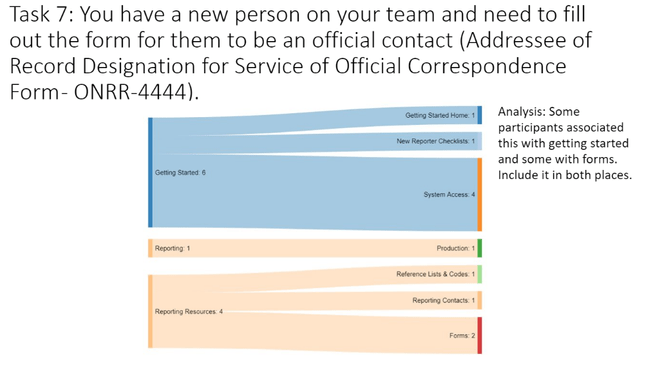 Task 7: You have a new person on your team and need to fill
out the form for them to be an official contact (Addressee of
Record Designation for Service of Official Correspondence
Form- ONRR-4444).
Getting Started Home: 1
New Reporter Checklists: 1
Getting Started: 6
System Access: 4
Reporting: 1
Production: 1
Reference Lists & Codes: 1
Reporting Contacts: 1
Reporting Resources: 4
Forms: 2
Analysis: Some
participants associated
this with getting started
and some with forms.
Include it in both places.